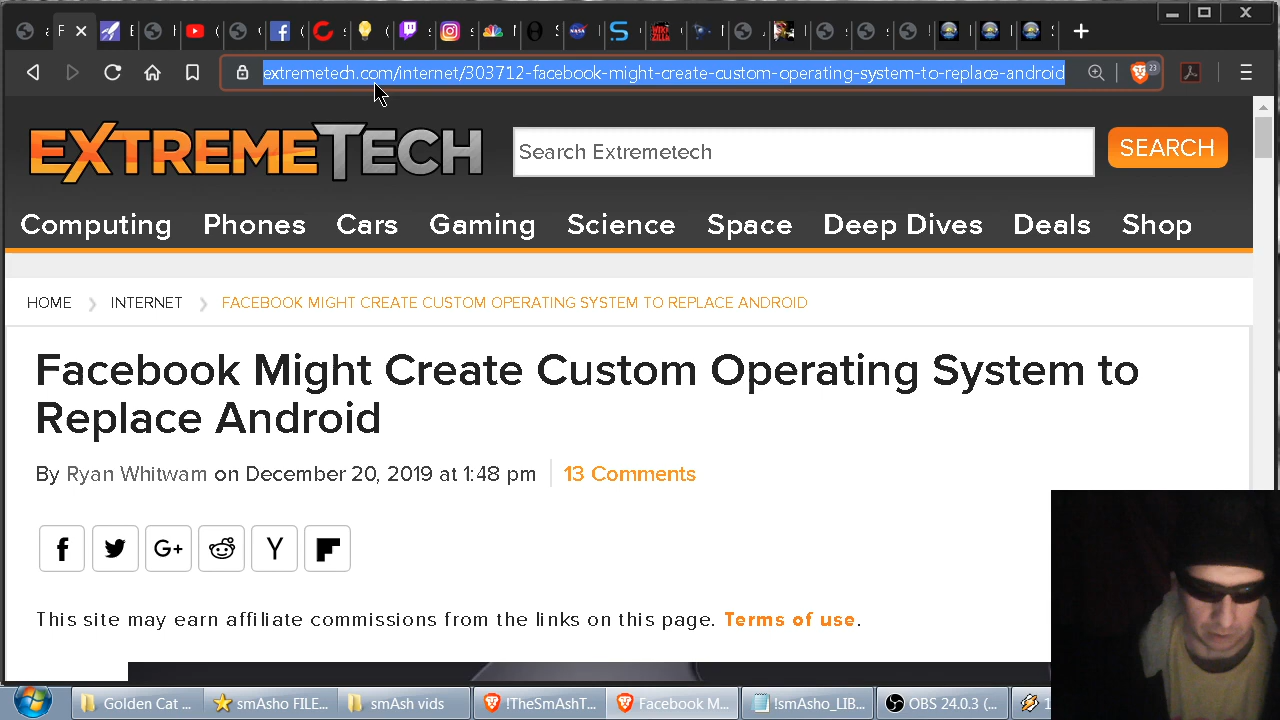 extremetech.com/internet/303712-facebook-might-create-custom-operating-system-to-replace-android
23
EXTREMETECH
Search Extremetech
SEARCH
Computing Phones Cars Gaming Science Space Deep Dives Deals Shop
HOME INTERNET FACEBOOK MIGHT CREATE CUSTOM OPERATING SYSTEM TO REPLACE ANDROID
Facebook Might Create Custom Operating System to
Replace Android
By Ryan Whitwam on December 20, 2019 at 1:48 pm 13 Comments
f G+ Y
This site may earn affiliate commissions from the links on this page. Terms of use.
Golden Cat ... smAsho FILE... smAsh vids !TheSmAshT... Facebook M... !smAsho_LIB... OBS 24.0.3 (... 1